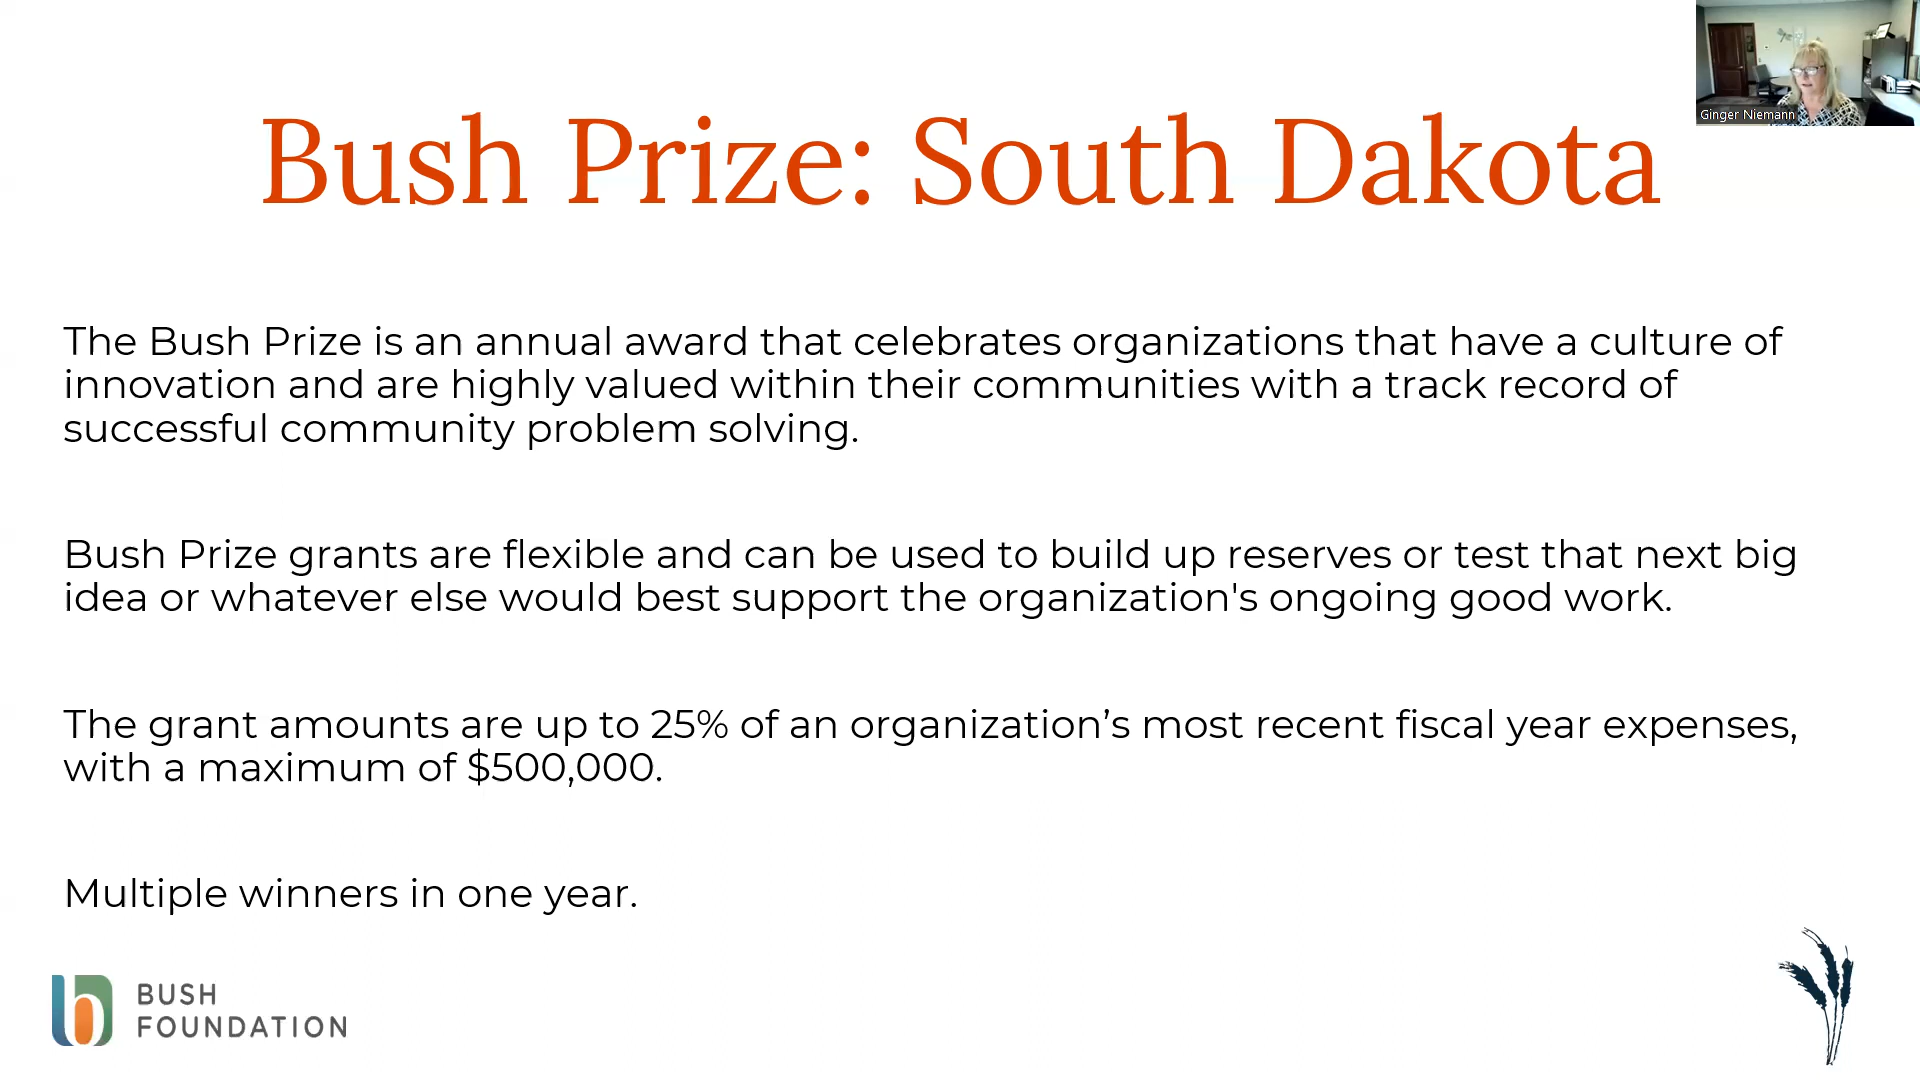 Ginger Niemann
Bush Prize: South Dakota
The Bush Prize is an annual award that celebrates organizations that have a culture of
innovation and are highly valued within their communities with a track record of
successful community problem solving.
Bush Prize grants are flexible and can be used to build up reserves or test that next big
idea or whatever else would best support the organization's ongoing good work.
The grant amounts are up to 25% of an organization’s most recent fiscal year expenses,
with a maximum of $500,000.
Multiple winners in one year.
BUSH
FOUNDATION